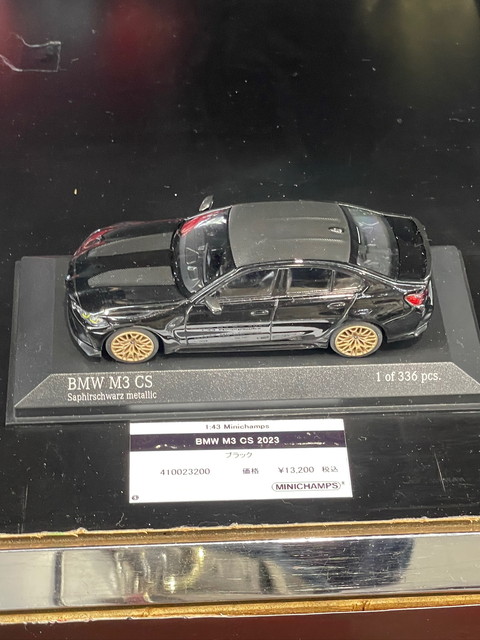 BMW M3 CS
Saphirschwarz metallic
1 of 336 pcs.
1:43 Minichamps
BMW M3 CS 2023
ブラック
410023200 価格 ¥13,200 税込
MINICHAMPS®